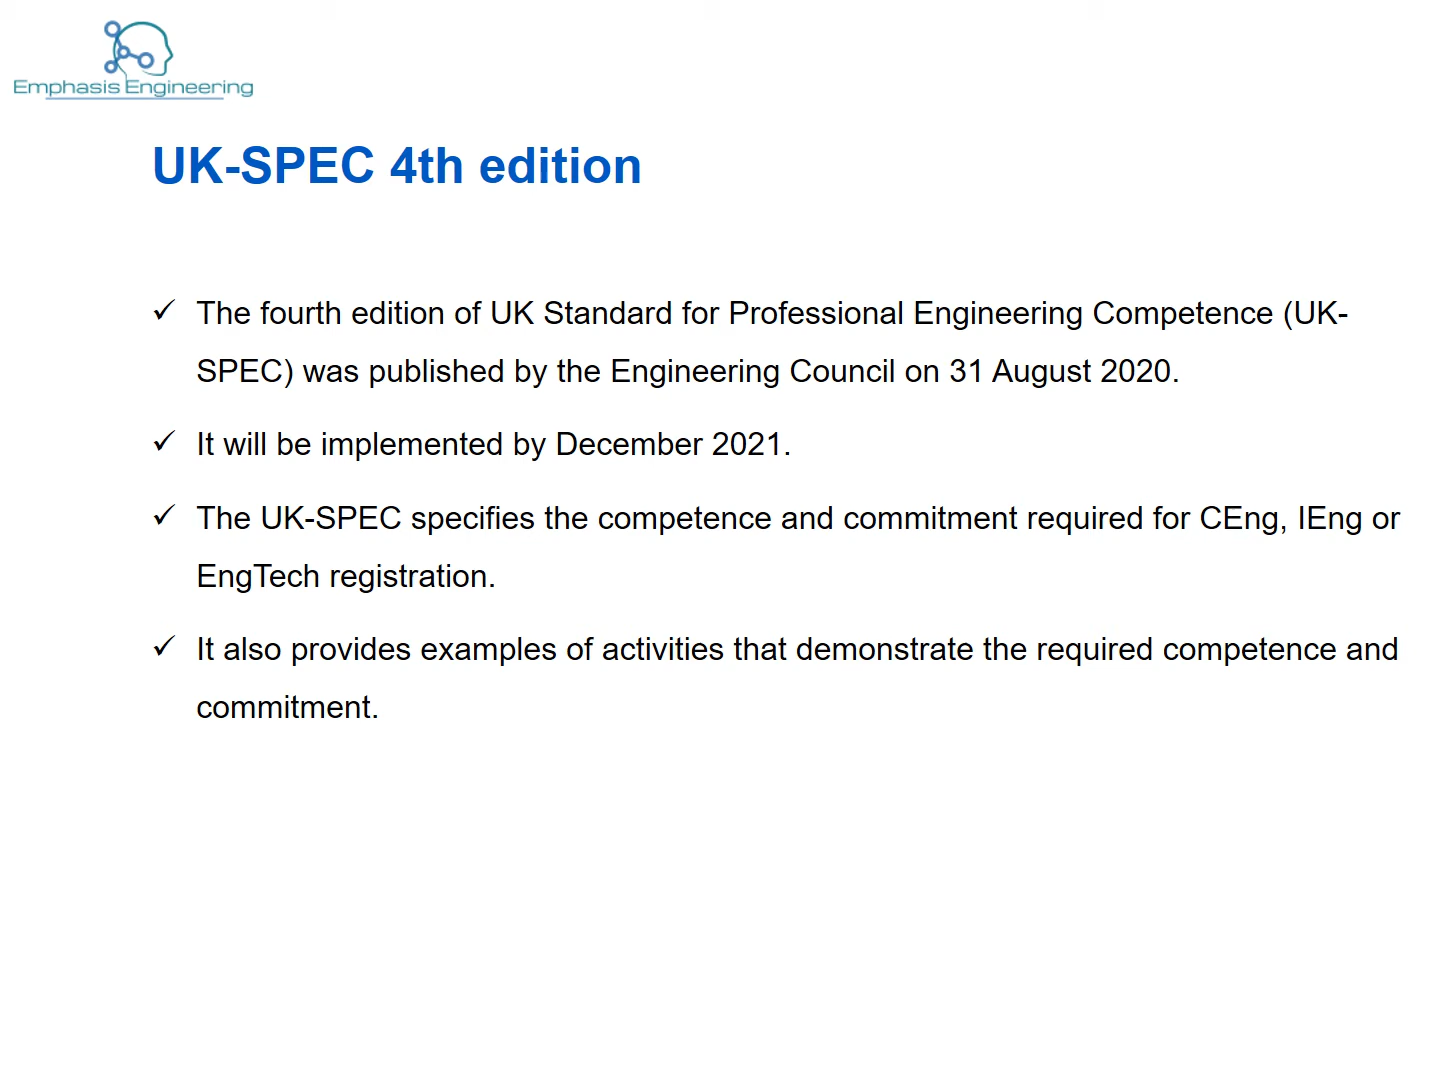 Emphasis Engineering
UK-SPEC 4th edition
✓ The fourth edition of UK Standard for Professional Engineering Competence (UK-
SPEC) was published by the Engineering Council on 31 August 2020.
✓ It will be implemented by December 2021.
✓ The UK-SPEC specifies the competence and commitment required for CEng, IEng or
EngTech registration.
✓ It also provides examples of activities that demonstrate the required competence and
commitment.